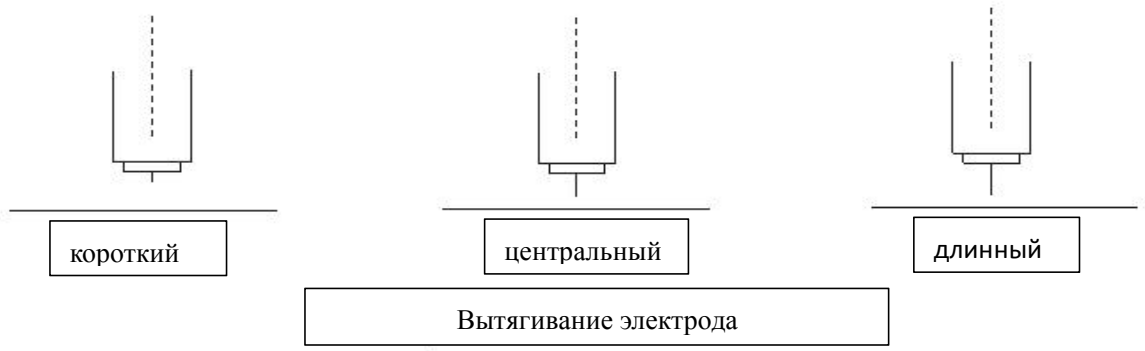 короткий
центральный
длинный
Вытягивание электрода